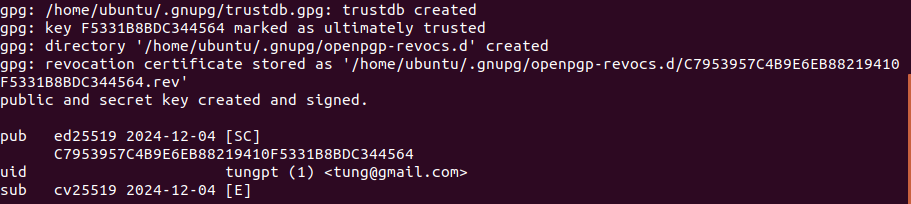 gpg: /home/ubuntu/.gnupg/trustdb.gpg: trustdb created
gpg: key F5331B8BDC344564 marked as ultimately trusted
gpg: directory '/home/ubuntu/.gnupg/openpgp-revocs.d' created
gpg: revocation certificate stored as '/home/ubuntu/.gnupg/openpgp-revocs.d/C7953957C4B9E6EB88219410
F5331B8BDC344564.rev'
public and secret key created and signed.
pub   ed25519 2024-12-04 [SC]
      C7953957C4B9E6EB88219410F5331B8BDC344564
uid                      tungpt (1) <tung@gmail.com>
sub   cv25519 2024-12-04 [E]